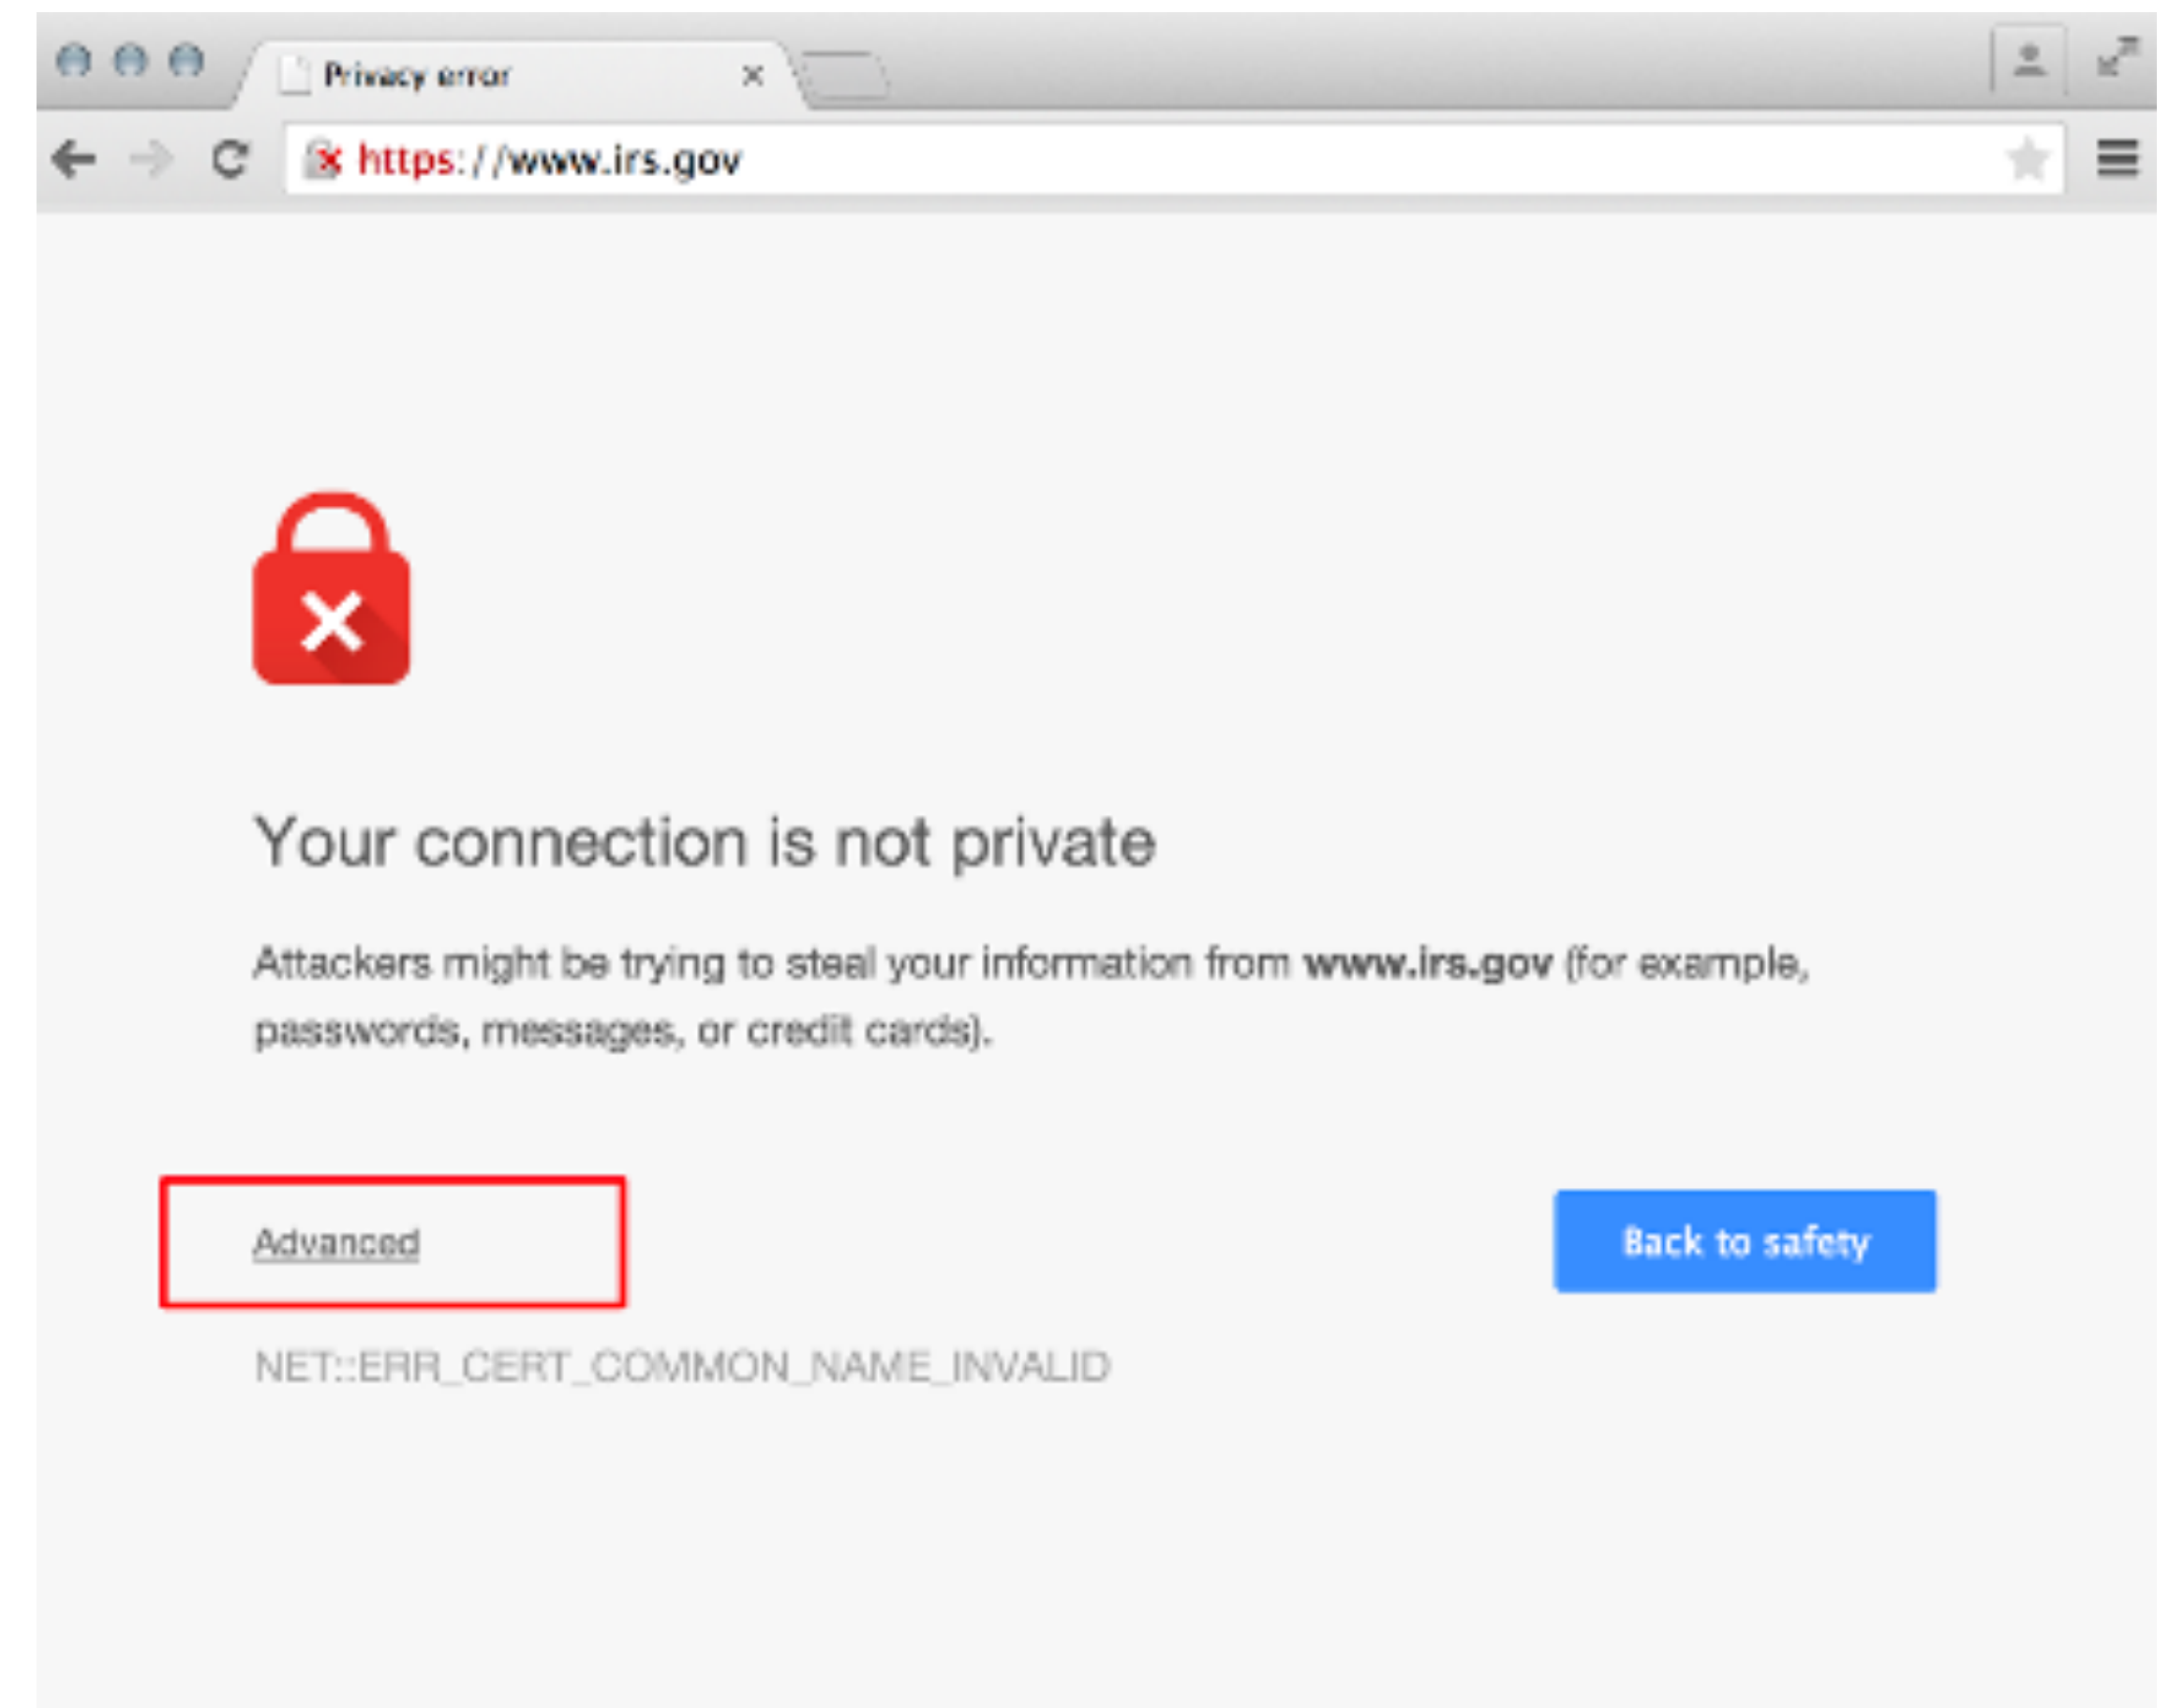 Privacy error
https://www.irs.gov
Your connection is not private
Attackers might be trying to steal your information from www.irs.gov (for example,
passwords, messages, or credit cards).
Advanced
Back to safety
NET::ERR_CERT_COMMON_NAME_INVALID